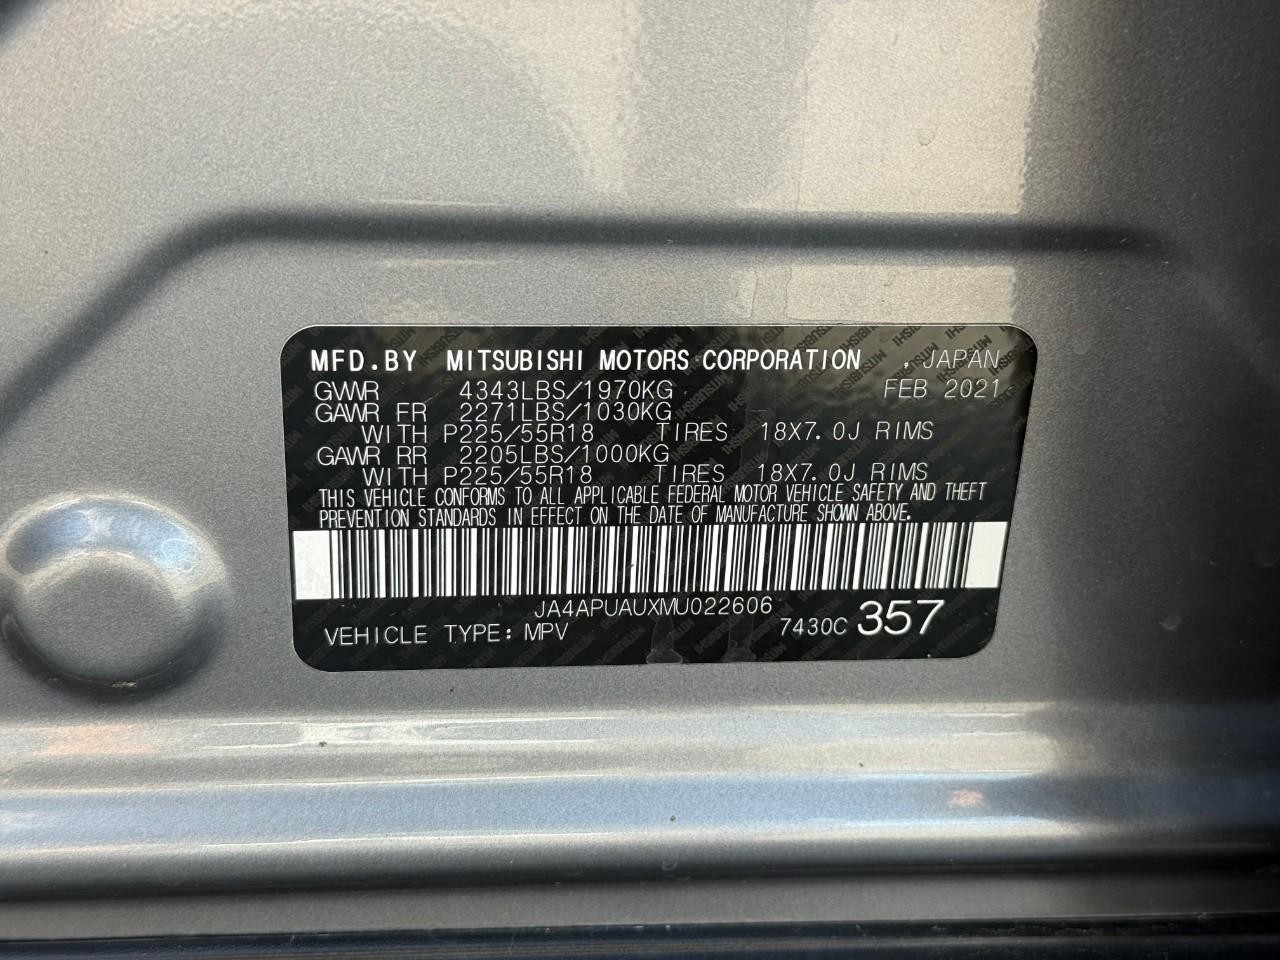 MFD.BY MITSUBISHI MOTORS CORPORATION , JAPAN
GVWR 4343LBS/1970KG FEB 2021
GAWR FR 2271LBS/1030KG
WITH P225/55R18 TIRES 18X7.0J RIMS
GAWR RR 2205LBS/1000KG
WITH P225/55R18 TIRES 18X7.0J RIMS
THIS VEHICLE CONFORMS TO ALL APPLICABLE FEDERAL MOTOR VEHICLE SAFETY AND THEFT
PREVENTION STANDARDS IN EFFECT ON THE DATE OF MANUFACTURE SHOWN ABOVE.
JA4APUAUXMU022606
VEHICLE TYPE: MPV 7430C 357